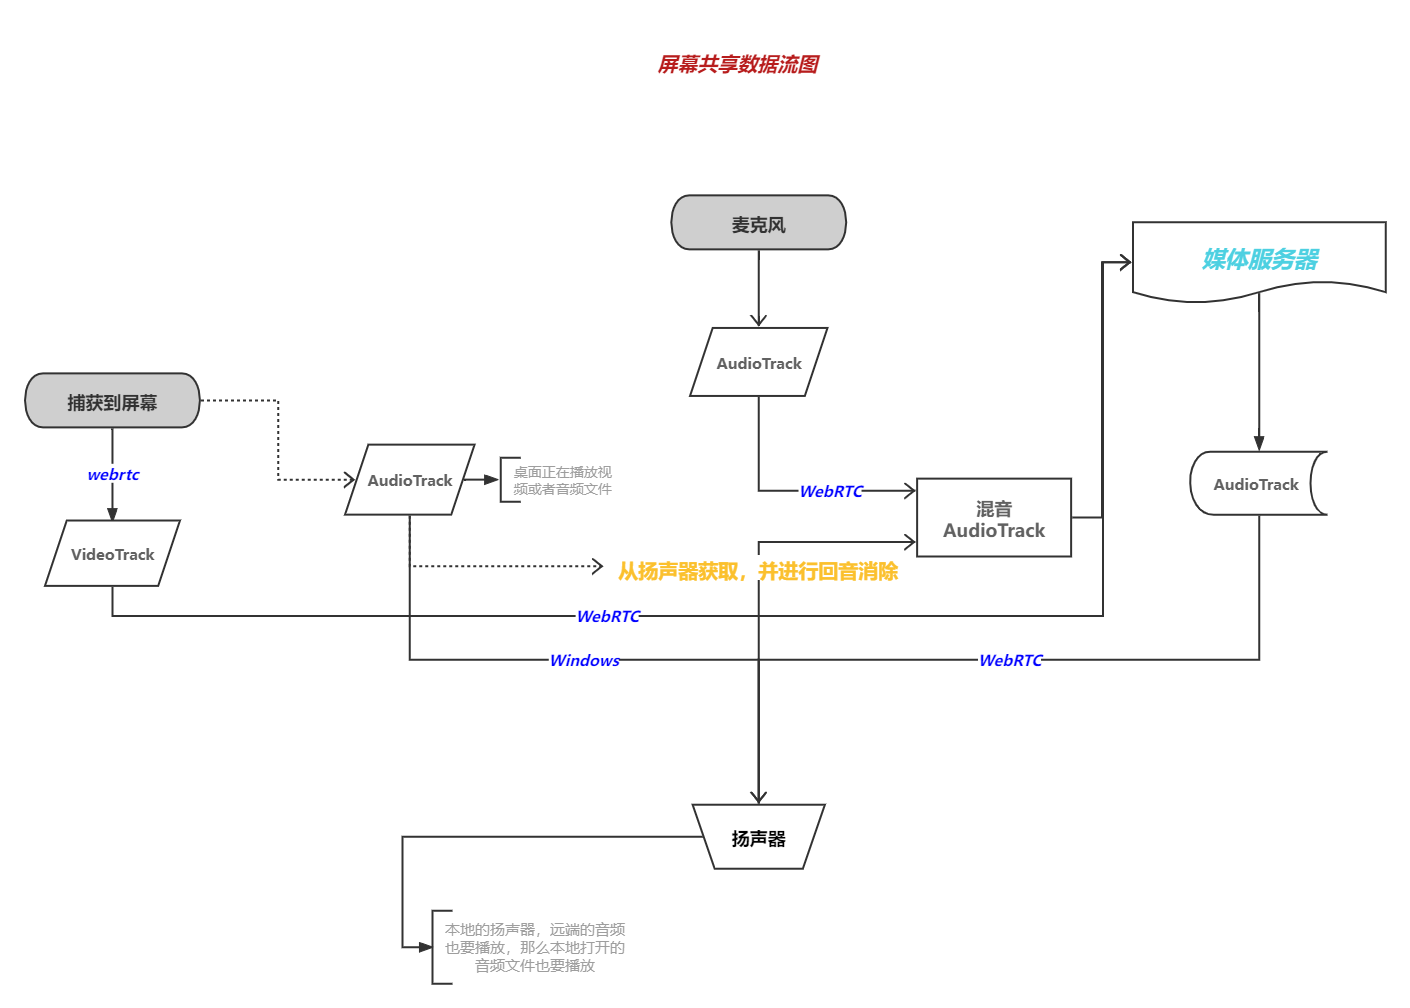 屏幕共享数据流图
麦克风
媒体服务器
AudioTrack
捕获到屏幕
webrtc
AudioTrack
桌面正在播放视
频或者音频文件
AudioTrack
WebRTC
混音
AudioTrack
VideoTrack
从扬声器获取，并进行回音消除
WebRTC
Windows
WebRTC
扬声器
本地的扬声器，远端的音频
也要播放，那么本地打开的
音频文件也要播放